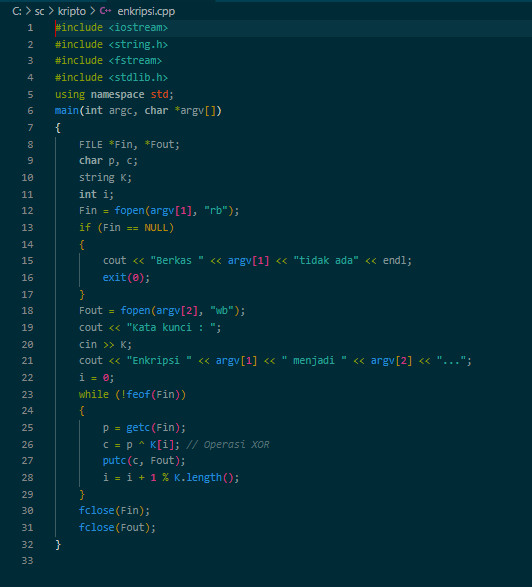 C: > sc > kripto > C++ enkripsi.cpp
1 #include <iostream>
2 #include <string.h>
3 #include <fstream>
4 #include <stdlib.h>
5 using namespace std;
6 main(int argc, char *argv[])
7 {
8 FILE *Fin, *Fout;
9 char p, c;
10 string K;
11 int i;
12 Fin = fopen(argv[1], "rb");
13 if (Fin == NULL)
14 {
15 cout << "Berkas " << argv[1] << "tidak ada" << endl;
16 exit(0);
17 }
18 Fout = fopen(argv[2], "wb");
19 cout << "Kata kunci : ";
20 cin >> K;
21 cout << "Enkripsi " << argv[1] << " menjadi " << argv[2] << "...";
22 i = 0;
23 while (!feof(Fin))
24 {
25 p = getc(Fin);
26 c = p ^ K[i]; // Operasi XOR
27 putc(c, Fout);
28 i = i + 1 % K.length();
29 }
30 fclose(Fin);
31 fclose(Fout);
32 }
33